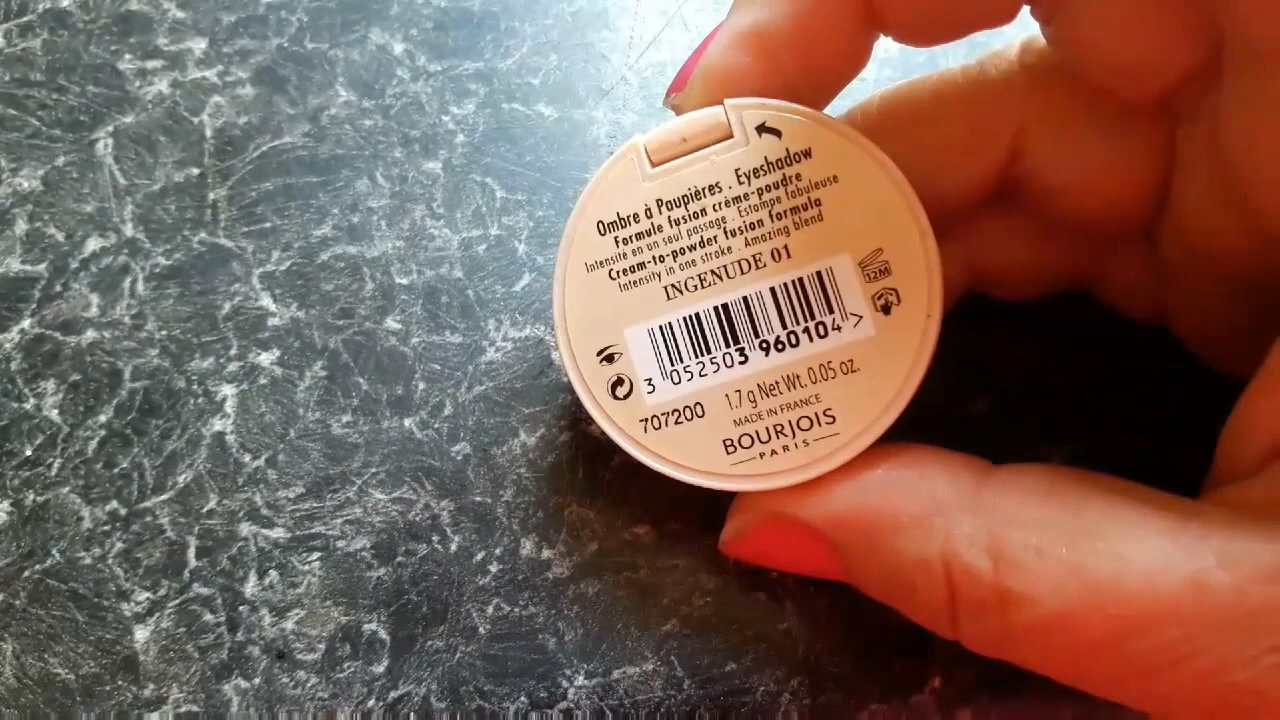 Ombre à Paupières . Eyeshadow
Formule fusion crème-poudre
Intensité en un seul passage . Estompe fabuleuse
Cream-to-powder fusion formula
Intensity in one stroke . Amazing blend
INGENUDE 01
12M
3 052503 960104 >
707200
1.7 g Net Wt. 0.05 oz.
MADE IN FRANCE
BOURJOIS
PARIS